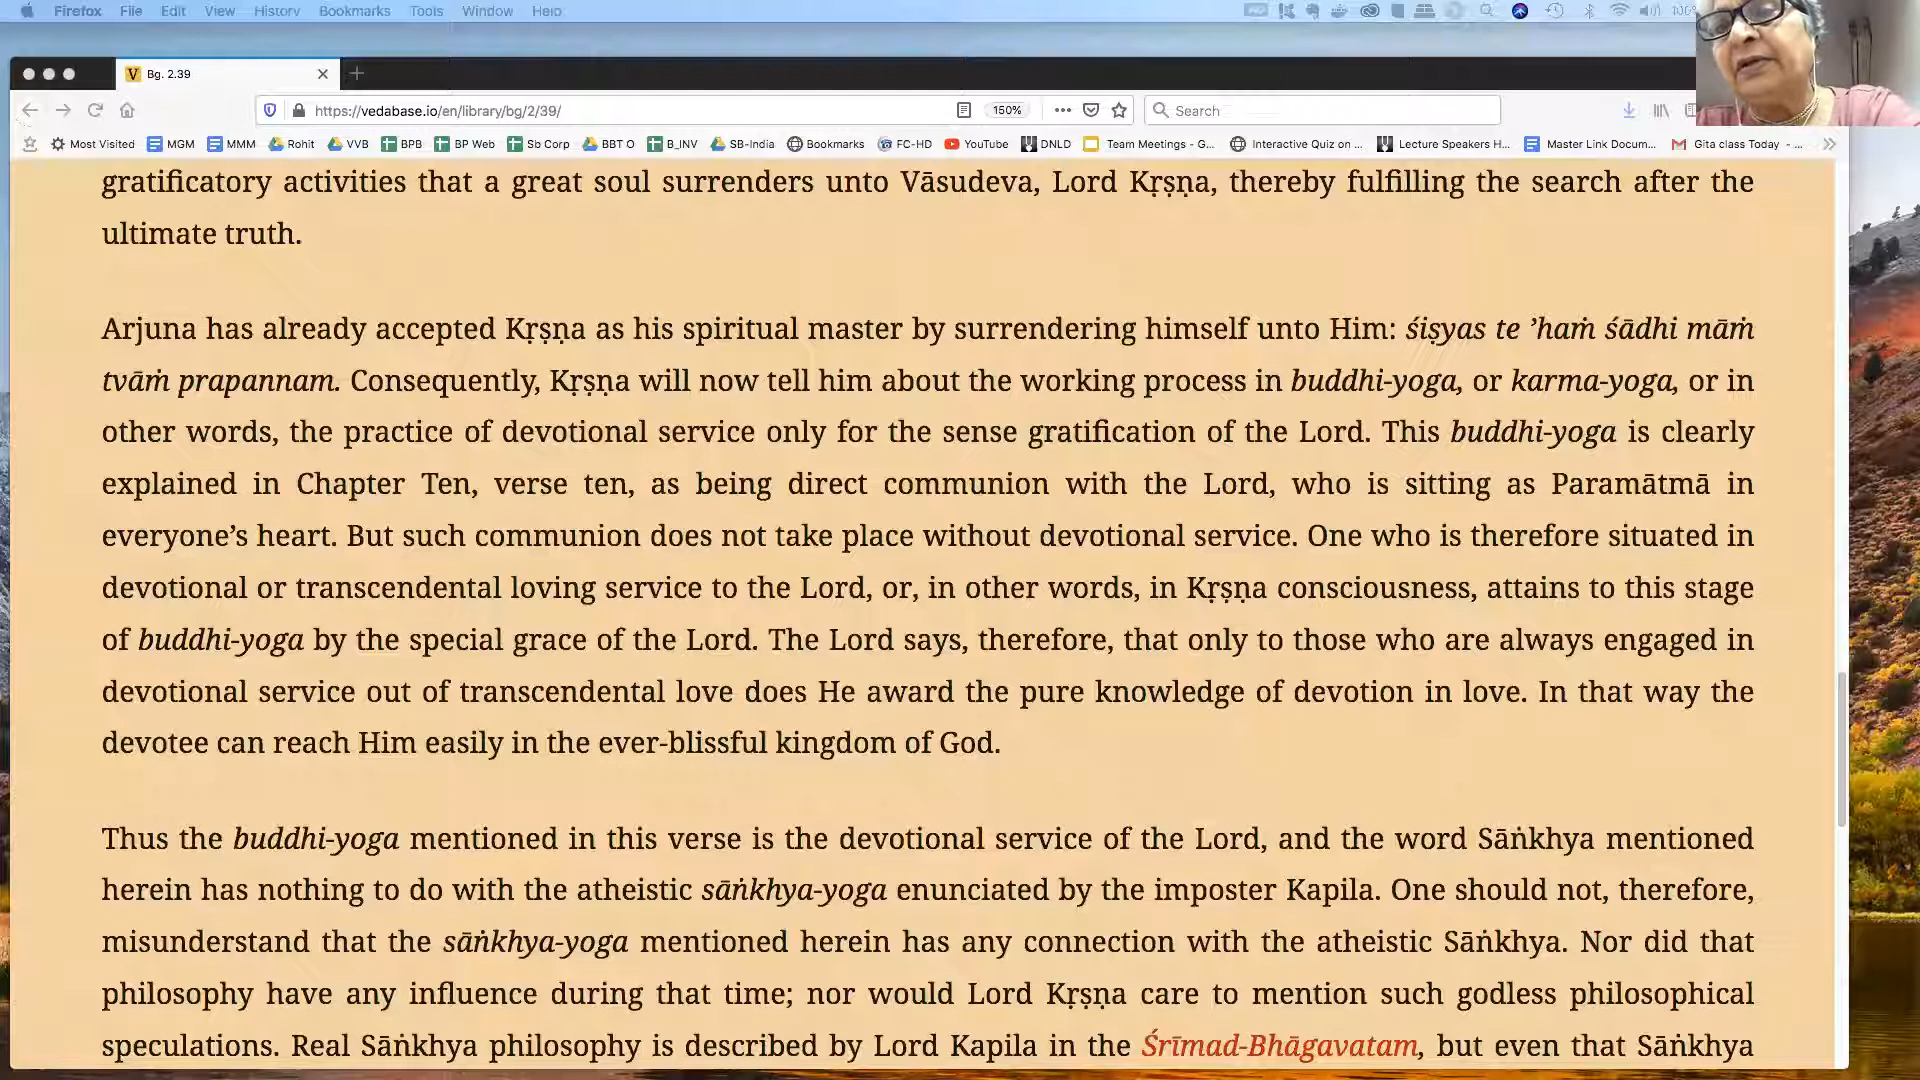 Firefox File Edit View History Bookmarks Tools Window Help 100%
Bg. 2.39
https://vedabase.io/en/library/bg/2/39/ 150% Search
Most Visited MGM MMM Rohit VVB BPB BP Web Sb Corp BBT O B_INV SB-India Bookmarks FC-HD YouTube DNLD Team Meetings - G... Interactive Quiz on ... Lecture Speakers H... Master Link Docum... Gita class Today - ...
gratificatory activities that a great soul surrenders unto Vāsudeva, Lord Kṛṣṇa, thereby fulfilling the search after the
ultimate truth.
Arjuna has already accepted Kṛṣṇa as his spiritual master by surrendering himself unto Him: śiṣyas te ’haṁ śādhi māṁ
tvāṁ prapannam. Consequently, Kṛṣṇa will now tell him about the working process in buddhi-yoga, or karma-yoga, or in
other words, the practice of devotional service only for the sense gratification of the Lord. This buddhi-yoga is clearly
explained in Chapter Ten, verse ten, as being direct communion with the Lord, who is sitting as Paramātmā in
everyone’s heart. But such communion does not take place without devotional service. One who is therefore situated in
devotional or transcendental loving service to the Lord, or, in other words, in Kṛṣṇa consciousness, attains to this stage
of buddhi-yoga by the special grace of the Lord. The Lord says, therefore, that only to those who are always engaged in
devotional service out of transcendental love does He award the pure knowledge of devotion in love. In that way the
devotee can reach Him easily in the ever-blissful kingdom of God.
Thus the buddhi-yoga mentioned in this verse is the devotional service of the Lord, and the word Sāṅkhya mentioned
herein has nothing to do with the atheistic sāṅkhya-yoga enunciated by the imposter Kapila. One should not, therefore,
misunderstand that the sāṅkhya-yoga mentioned herein has any connection with the atheistic Sāṅkhya. Nor did that
philosophy have any influence during that time; nor would Lord Kṛṣṇa care to mention such godless philosophical
speculations. Real Sāṅkhya philosophy is described by Lord Kapila in the Śrīmad-Bhāgavatam, but even that Sāṅkhya